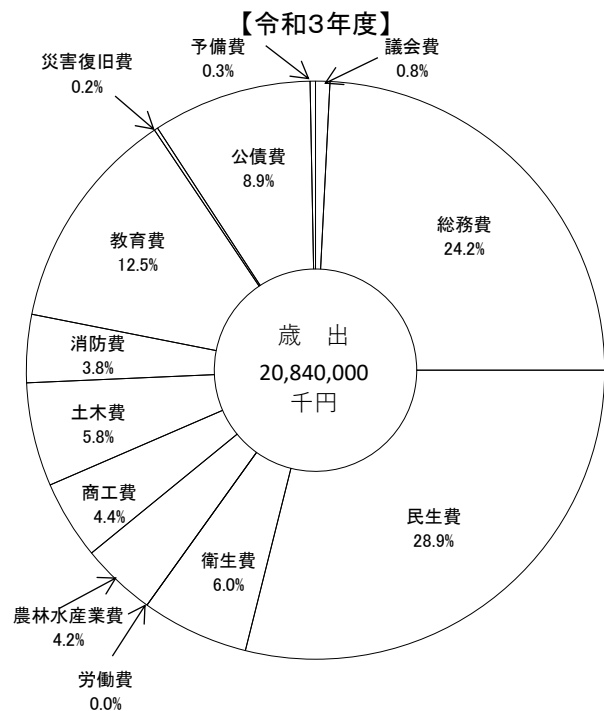 【令和3年度】
議会費
0.8%
総務費
24.2%
民生費
28.9%
衛生費
6.0%
労働費
0.0%
農林水産業費
4.2%
商工費
4.4%
土木費
5.8%
消防費
3.8%
教育費
12.5%
災害復旧費
0.2%
公債費
8.9%
予備費
0.3%
歳 出
20,840,000
千円